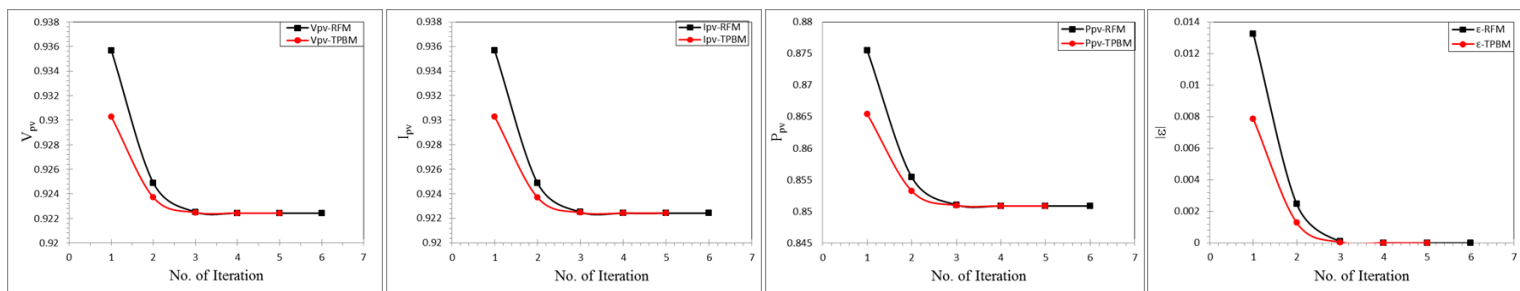 0.938
0.936
0.934
0.932
0.93
0.928
0.926
0.924
0.922
0.92
V_pv
Vpv-RFM
Vpv-TPBM
0 1 2 3 4 5 6 7
No. of Iteration
0.938
0.936
0.934
0.932
0.93
0.928
0.926
0.924
0.922
0.92
I_pv
Ipv-RFM
Ipv-TPBM
0 1 2 3 4 5 6 7
No. of Iteration
0.88
0.875
0.87
0.865
0.86
0.855
0.85
0.845
P_pv
Ppv-RFM
Ppv-TPBM
0 1 2 3 4 5 6 7
No. of Iteration
0.014
0.012
0.01
0.008
0.006
0.004
0.002
0
|ε|
ε-RFM
ε-TPBM
0 1 2 3 4 5 6 7
No. of Iteration